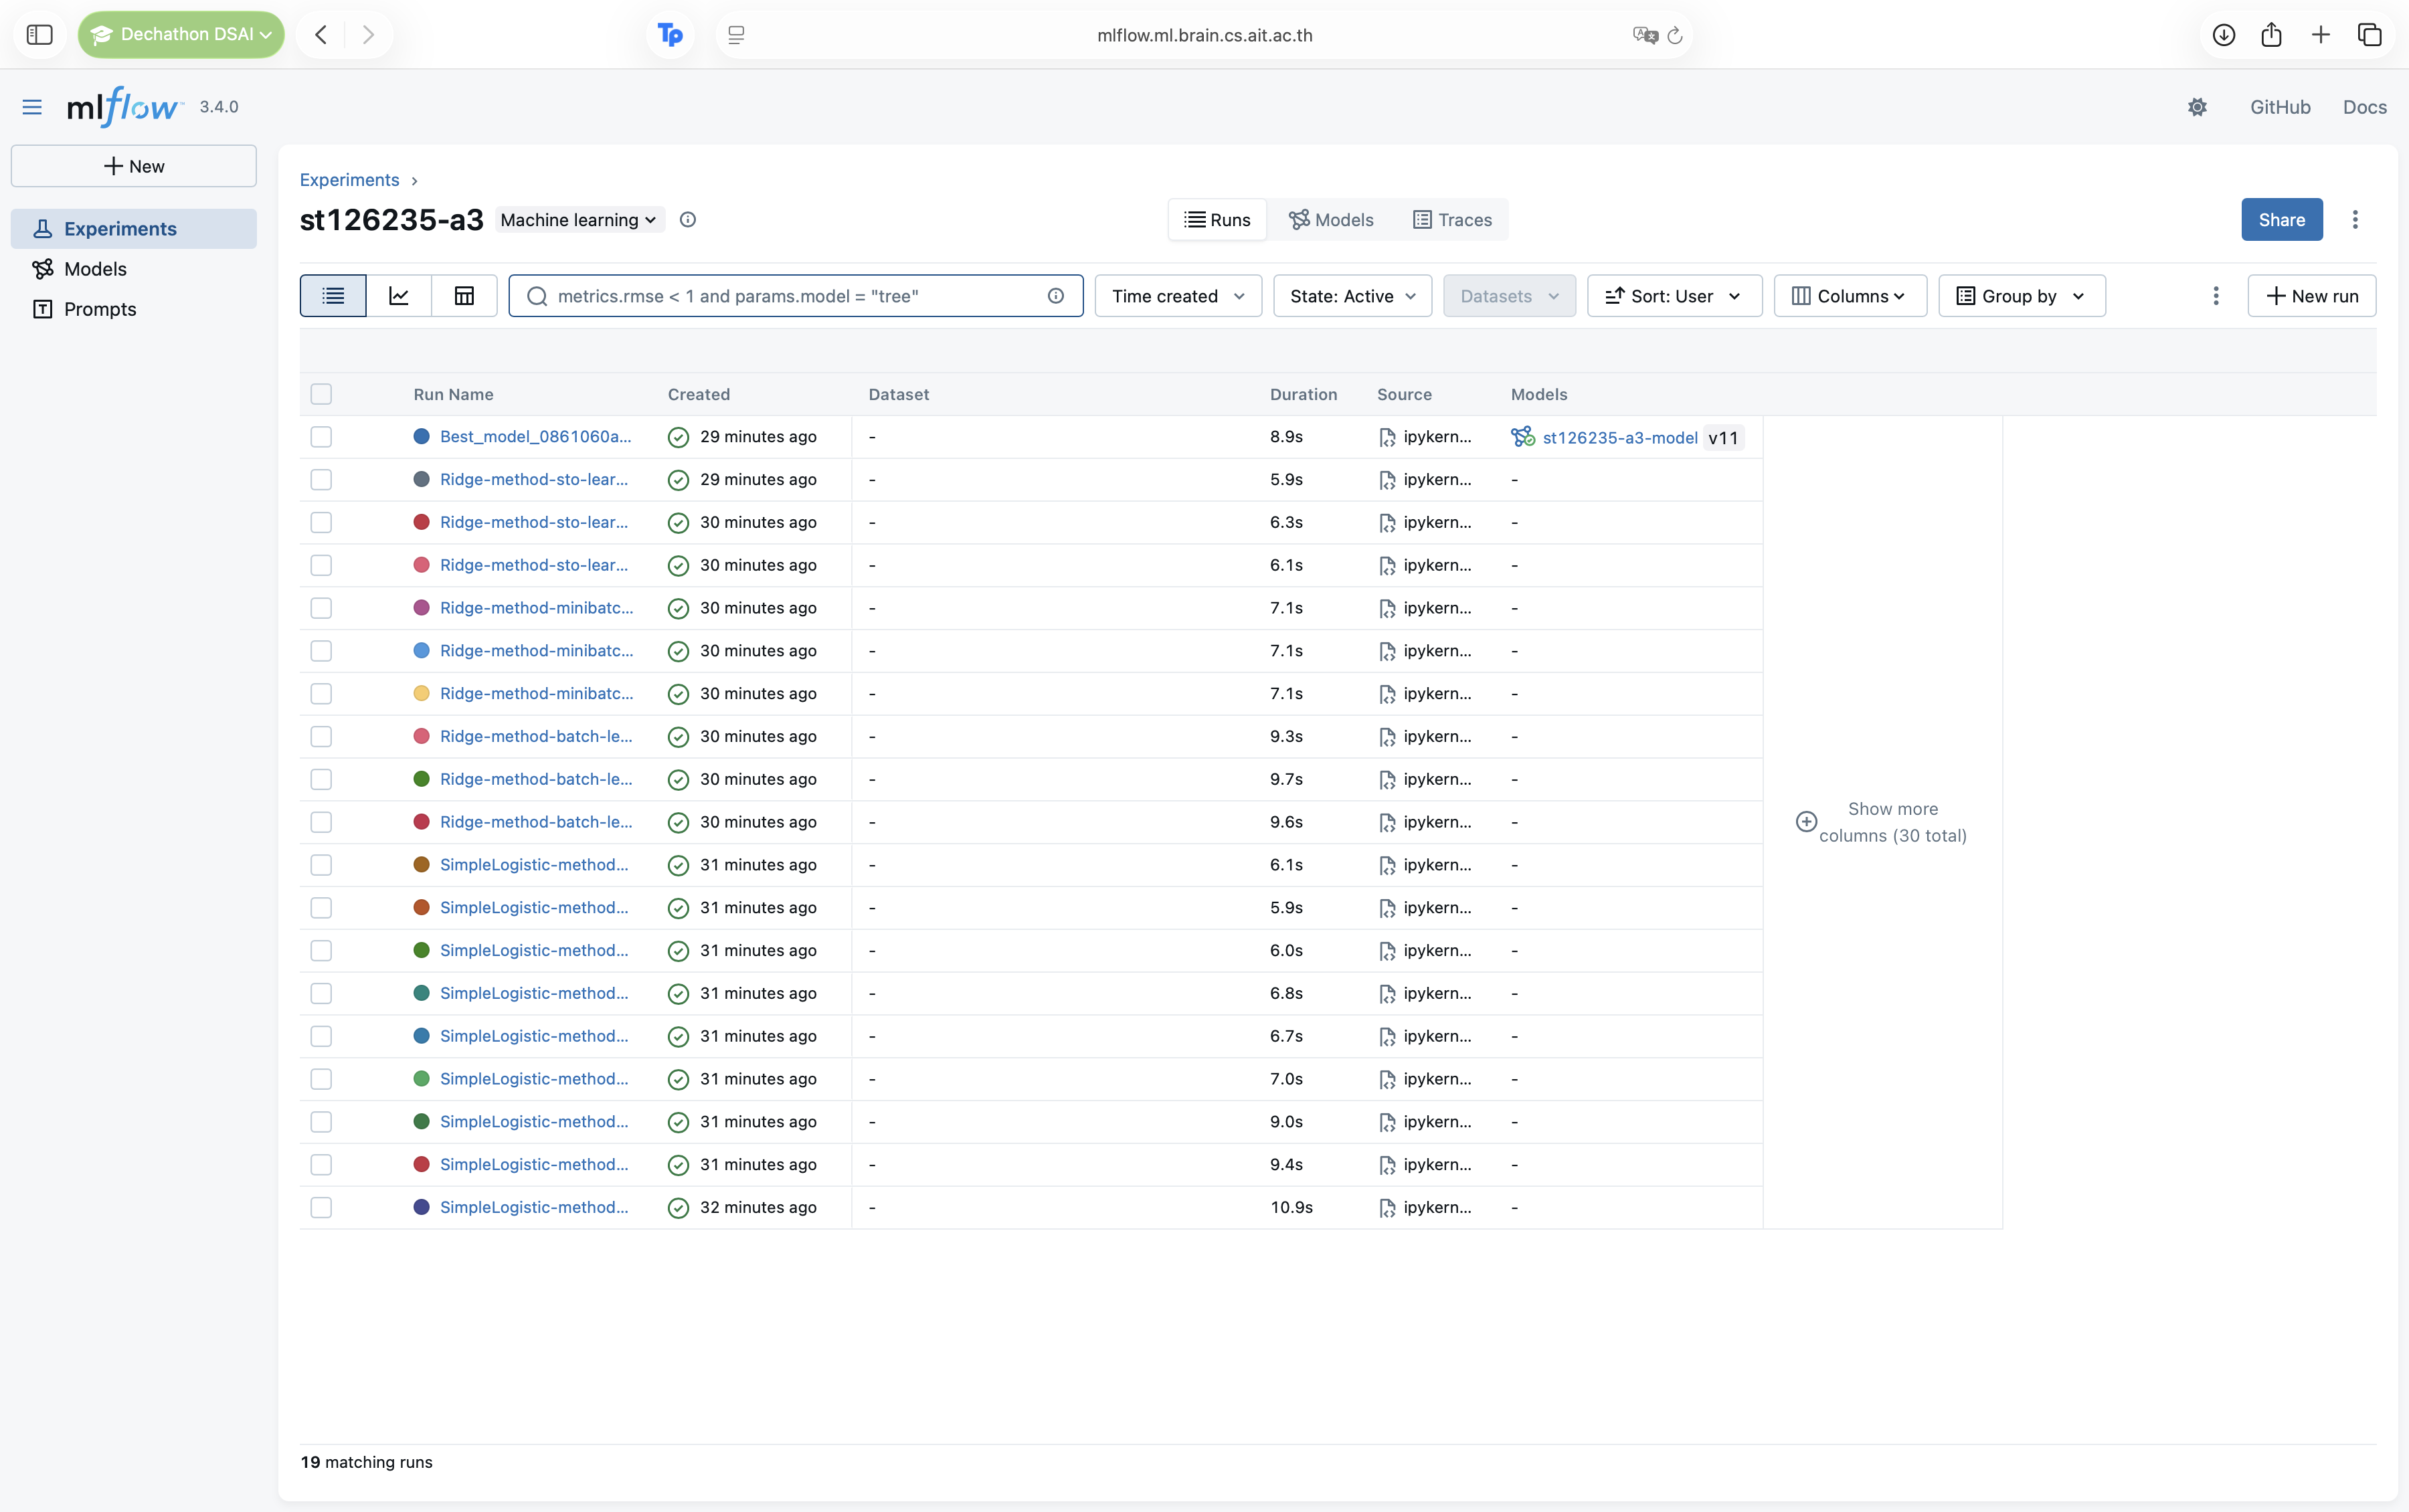 Dechathon DSAI
Tp
mlflow.ml.brain.cs.ait.ac.th
mlflow™ 3.4.0
GitHub Docs
+ New
Experiments
Models
Prompts
Experiments ›
st126235-a3 Machine learning
Runs Models Traces
Share
metrics.rmse < 1 and params.model = "tree"
Time created State: Active Datasets Sort: User Columns Group by
+ New run
Run Name Created Dataset Duration Source Models
Best_model_0861060a... 29 minutes ago - 8.9s ipykern... st126235-a3-model v11
Ridge-method-sto-lear... 29 minutes ago - 5.9s ipykern... -
Ridge-method-sto-lear... 30 minutes ago - 6.3s ipykern... -
Ridge-method-sto-lear... 30 minutes ago - 6.1s ipykern... -
Ridge-method-minibatc... 30 minutes ago - 7.1s ipykern... -
Ridge-method-minibatc... 30 minutes ago - 7.1s ipykern... -
Ridge-method-minibatc... 30 minutes ago - 7.1s ipykern... -
Ridge-method-batch-le... 30 minutes ago - 9.3s ipykern... -
Ridge-method-batch-le... 30 minutes ago - 9.7s ipykern... -
Ridge-method-batch-le... 30 minutes ago - 9.6s ipykern... -
SimpleLogistic-method... 31 minutes ago - 6.1s ipykern... -
SimpleLogistic-method... 31 minutes ago - 5.9s ipykern... -
SimpleLogistic-method... 31 minutes ago - 6.0s ipykern... -
SimpleLogistic-method... 31 minutes ago - 6.8s ipykern... -
SimpleLogistic-method... 31 minutes ago - 6.7s ipykern... -
SimpleLogistic-method... 31 minutes ago - 7.0s ipykern... -
SimpleLogistic-method... 31 minutes ago - 9.0s ipykern... -
SimpleLogistic-method... 31 minutes ago - 9.4s ipykern... -
SimpleLogistic-method... 32 minutes ago - 10.9s ipykern... -
Show more
columns (30 total)
19 matching runs